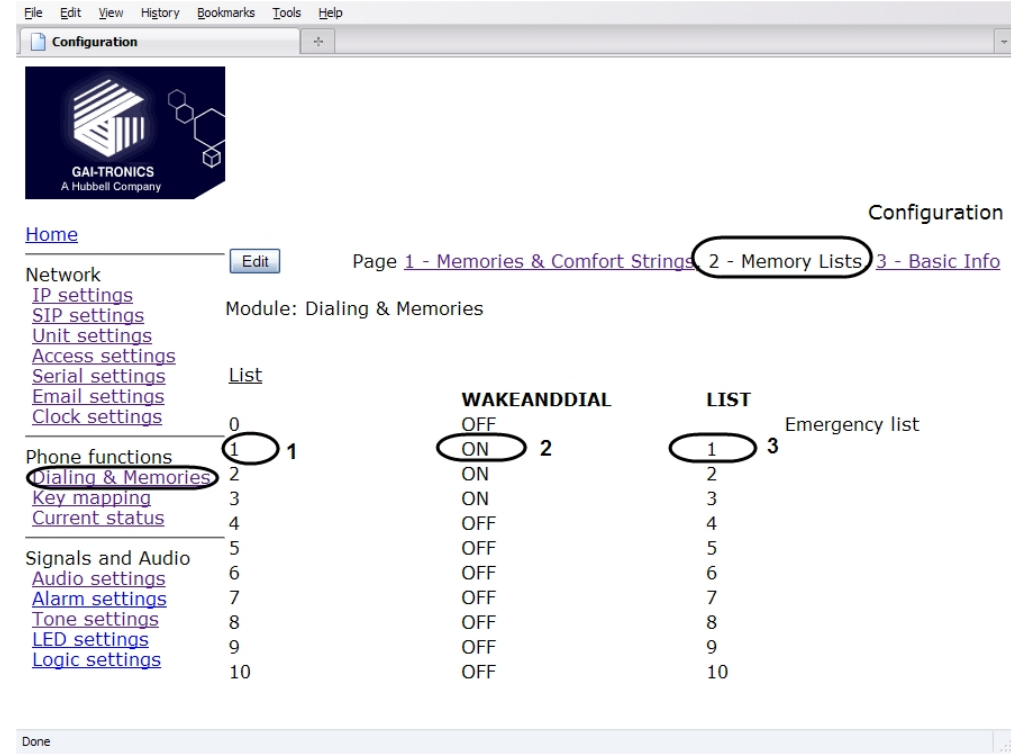 File Edit View History Bookmarks Tools Help
Configuration
GAI-TRONICS
A Hubbell Company
Configuration
Home
Edit
Page 1 - Memories & Comfort Strings, 2 - Memory Lists, 3 - Basic Info
Network
IP settings
SIP settings
Unit settings
Access settings
Serial settings
Email settings
Clock settings
Phone functions
Dialing & Memories
Key mapping
Current status
Signals and Audio
Audio settings
Alarm settings
Tone settings
LED settings
Logic settings
Module: Dialing & Memories
List
WAKEANDDIAL LIST
0 OFF Emergency list
1 1 ON 2 1 3
2 ON 2
3 ON 3
4 OFF 4
5 OFF 5
6 OFF 6
7 OFF 7
8 OFF 8
9 OFF 9
10 OFF 10
Done